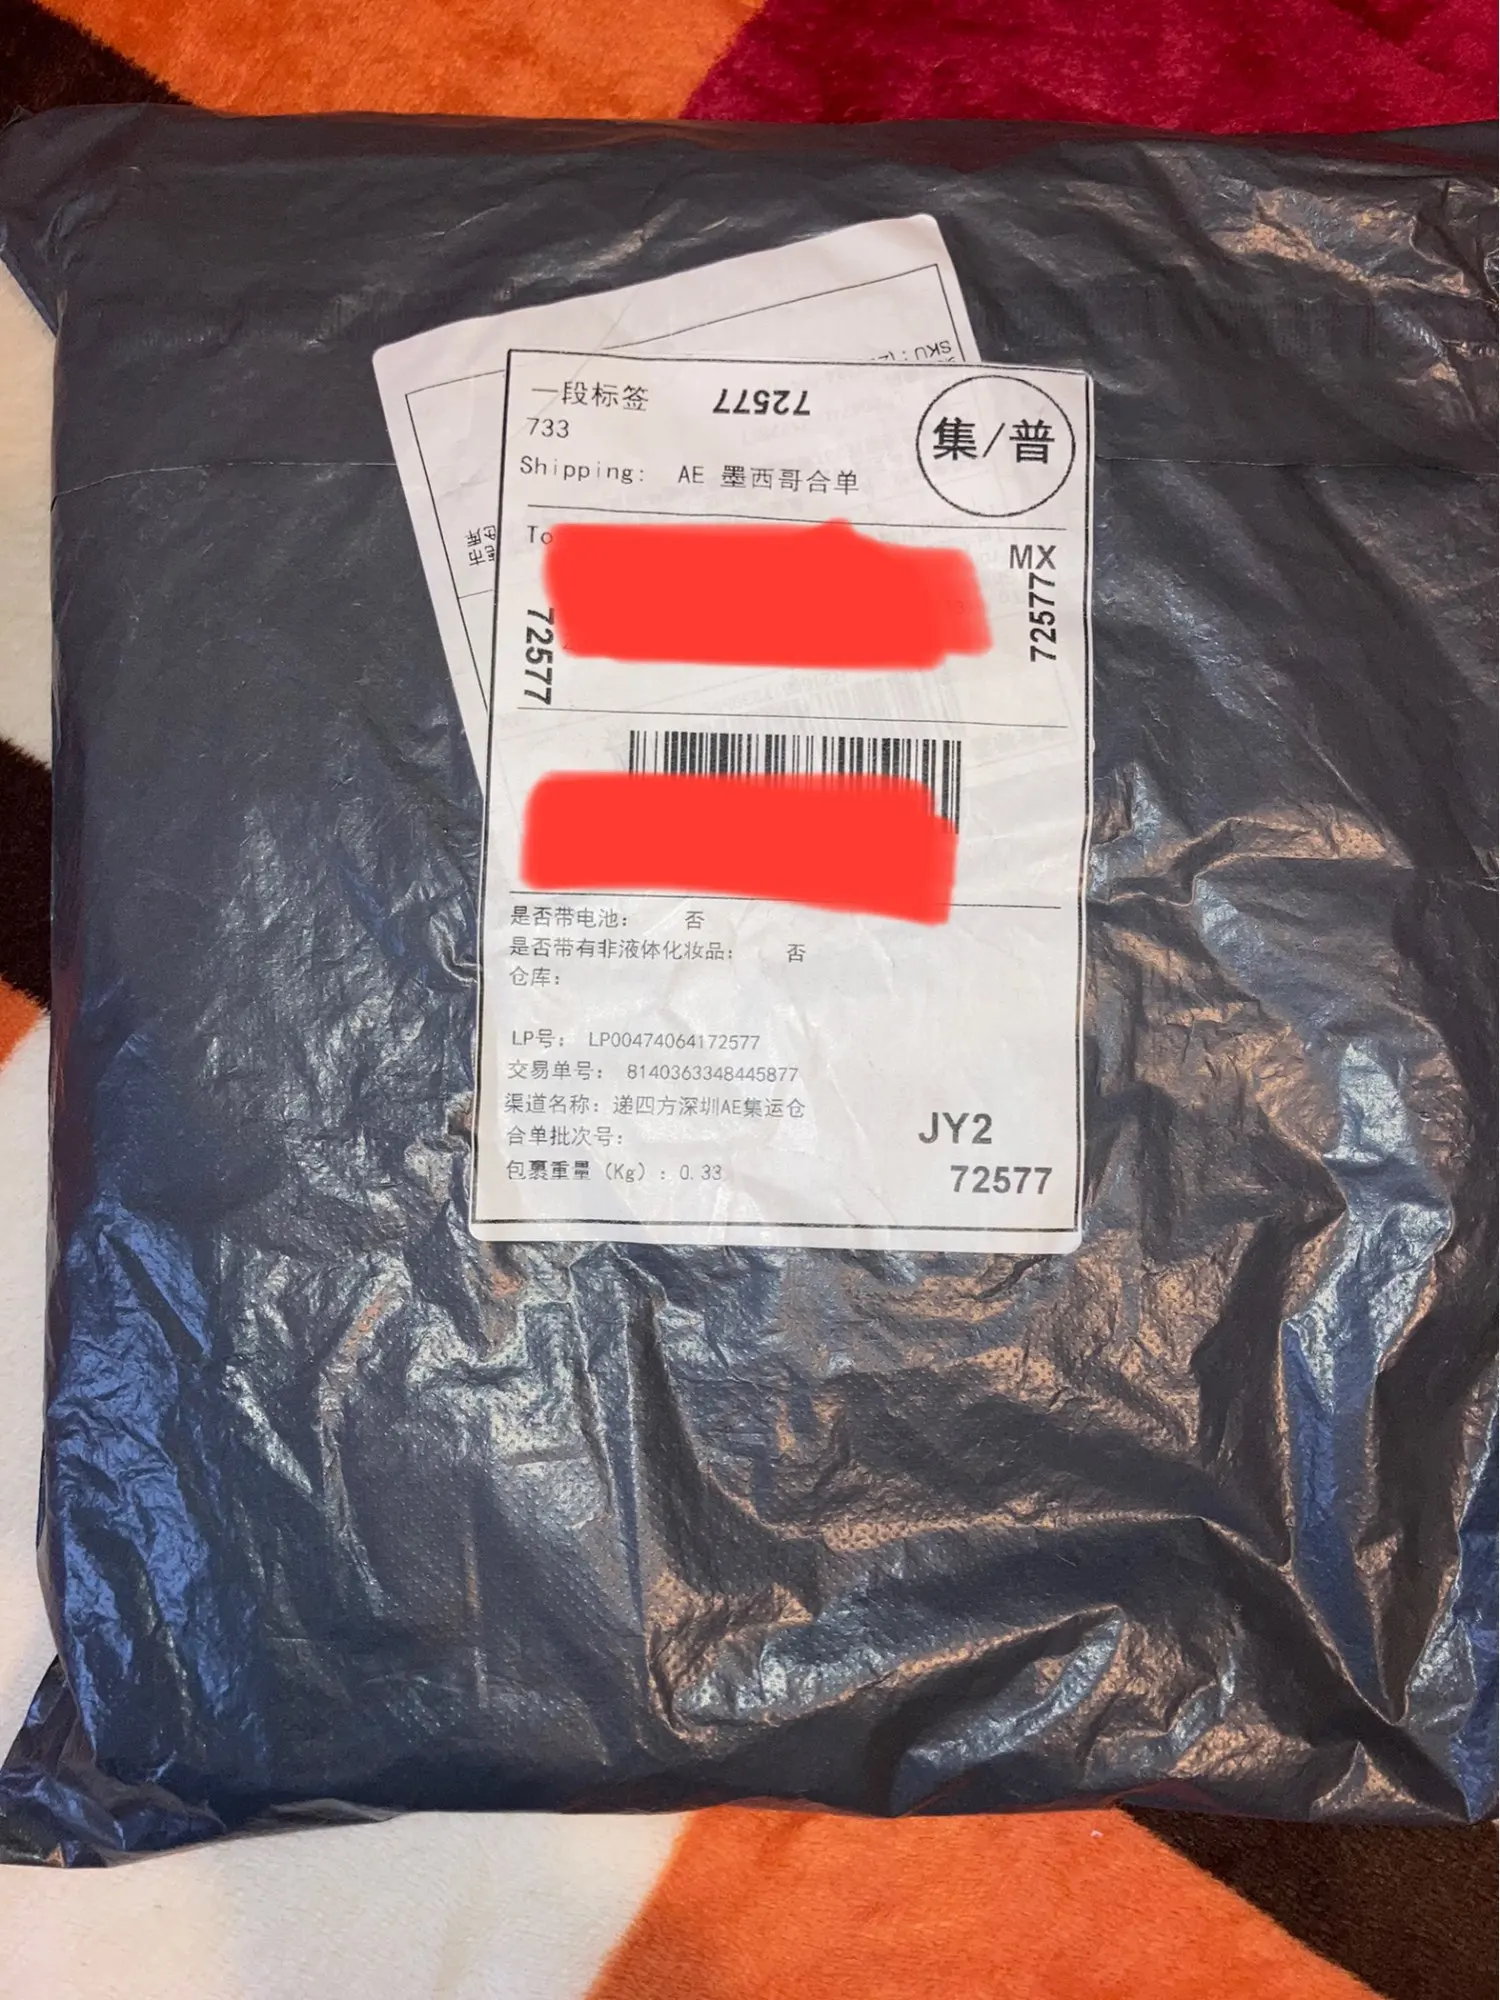 SKU:
一段标签
72577
733
集/普
Shipping: AE 墨西哥合单
To
MX
72577
72577
是否带电池: 否
是否带有非液体化妆品: 否
仓库:
LP号: LP00474064172577
交易单号: 8140363348445877
渠道名称: 递四方深圳AE集运仓
合单批次号:
JY2
包裹重量 (Kg) : 0.33
72577